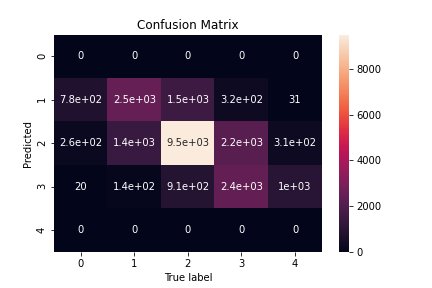 Confusion Matrix
0 0 0 0 0 0
1 7.8e+02 2.5e+03 1.5e+03 3.2e+02 31
2 2.6e+02 1.4e+03 9.5e+03 2.2e+03 3.1e+02
3 20 1.4e+02 9.1e+02 2.4e+03 1e+03
4 0 0 0 0 0
0 1 2 3 4
True label
Predicted
8000
6000
4000
2000
0